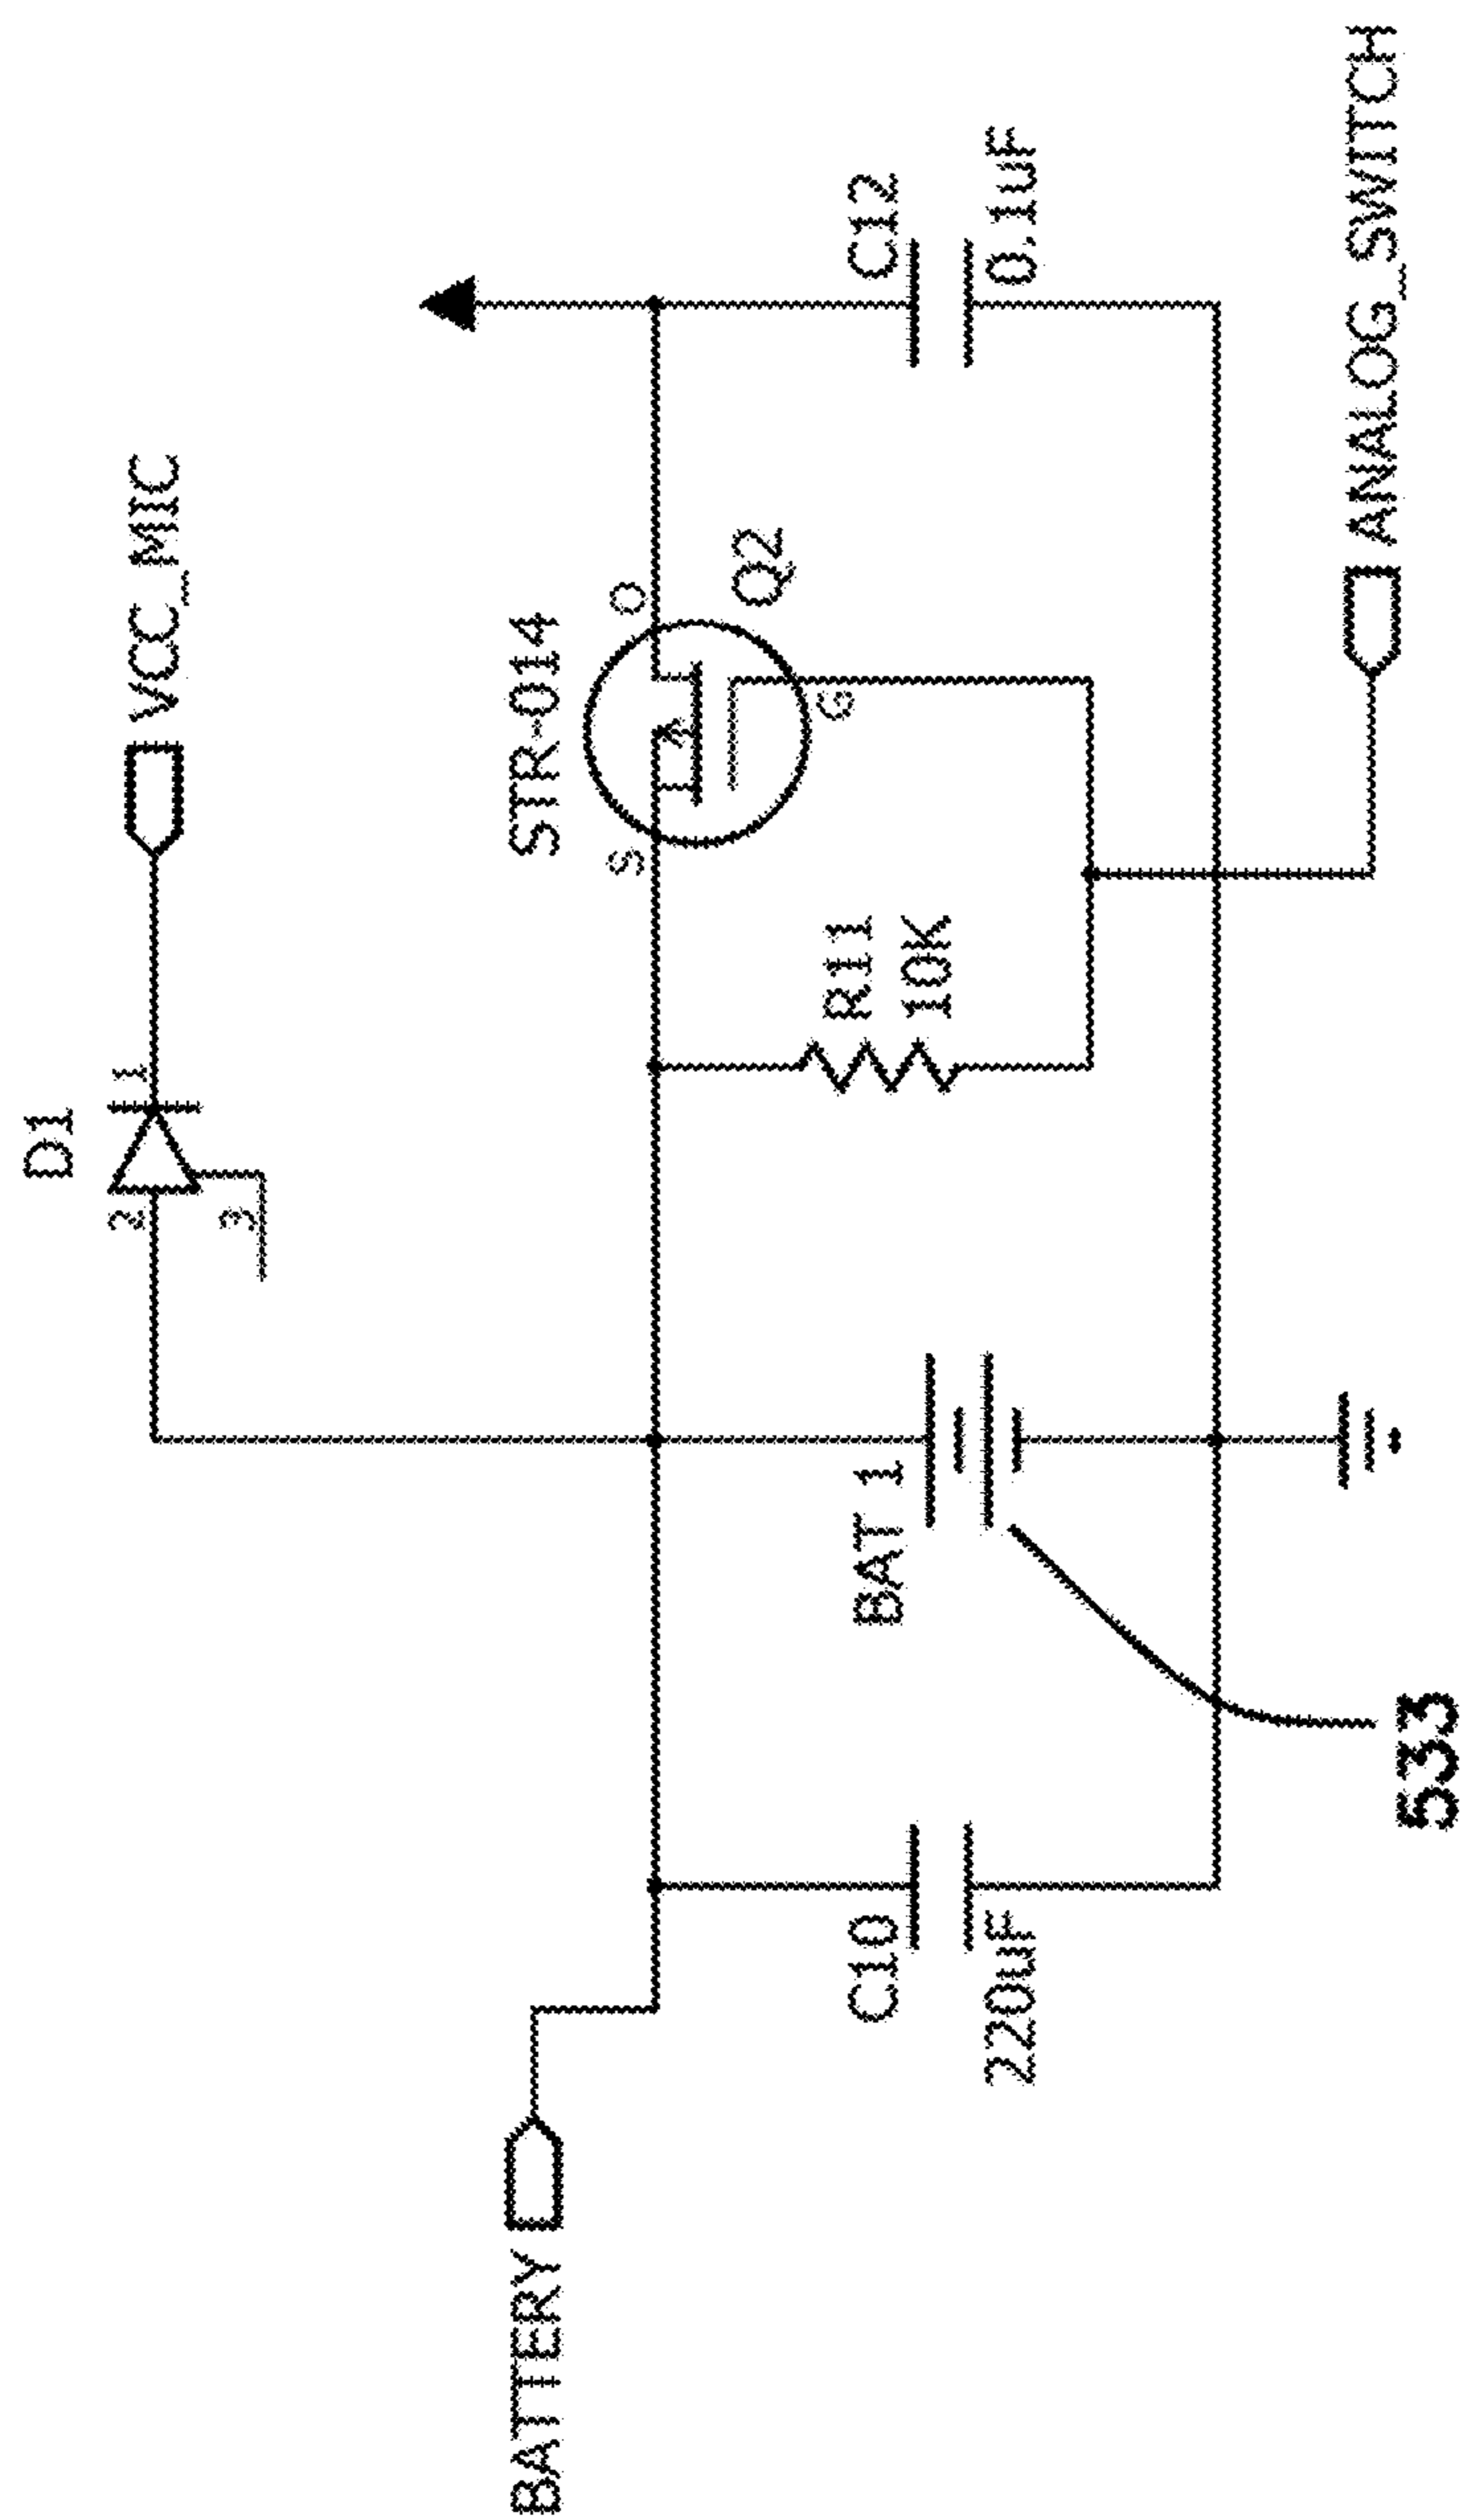 D1
2
1
VCC_MIC
3
BATTERY
STR-014
S
D
Q2
G
R11
10K
C10
BAT 1
C12
220uF
0.1uF
ANALOG_SWITCH
533